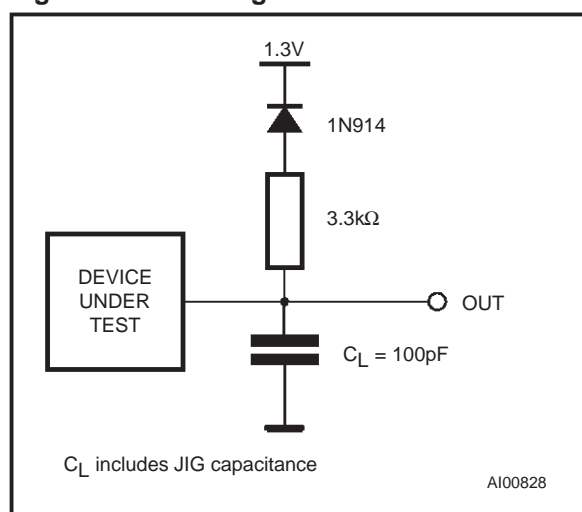 1.3V
1N914
3.3kΩ
DEVICE
UNDER
TEST
OUT
CL = 100pF
CL includes JIG capacitance
AI00828